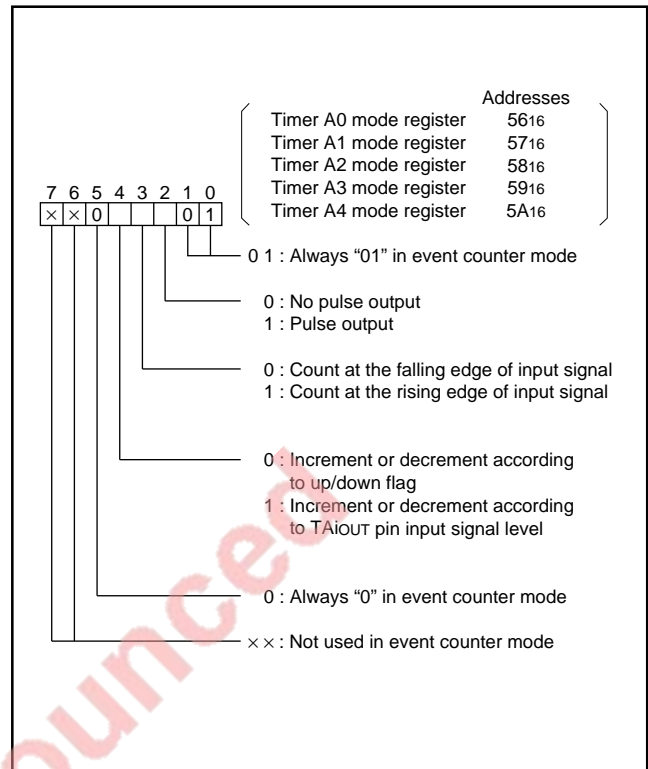 Addresses
Timer A0 mode register 5616
Timer A1 mode register 5716
Timer A2 mode register 5816
Timer A3 mode register 5916
Timer A4 mode register 5A16
7 6 5 4 3 2 1 0
× × 0 0 1
0 1 : Always “01” in event counter mode
0 : No pulse output
1 : Pulse output
0 : Count at the falling edge of input signal
1 : Count at the rising edge of input signal
0 : Increment or decrement according
to up/down flag
1 : Increment or decrement according
to TAiOUT pin input signal level
0 : Always “0” in event counter mode
×× : Not used in event counter mode
ounced